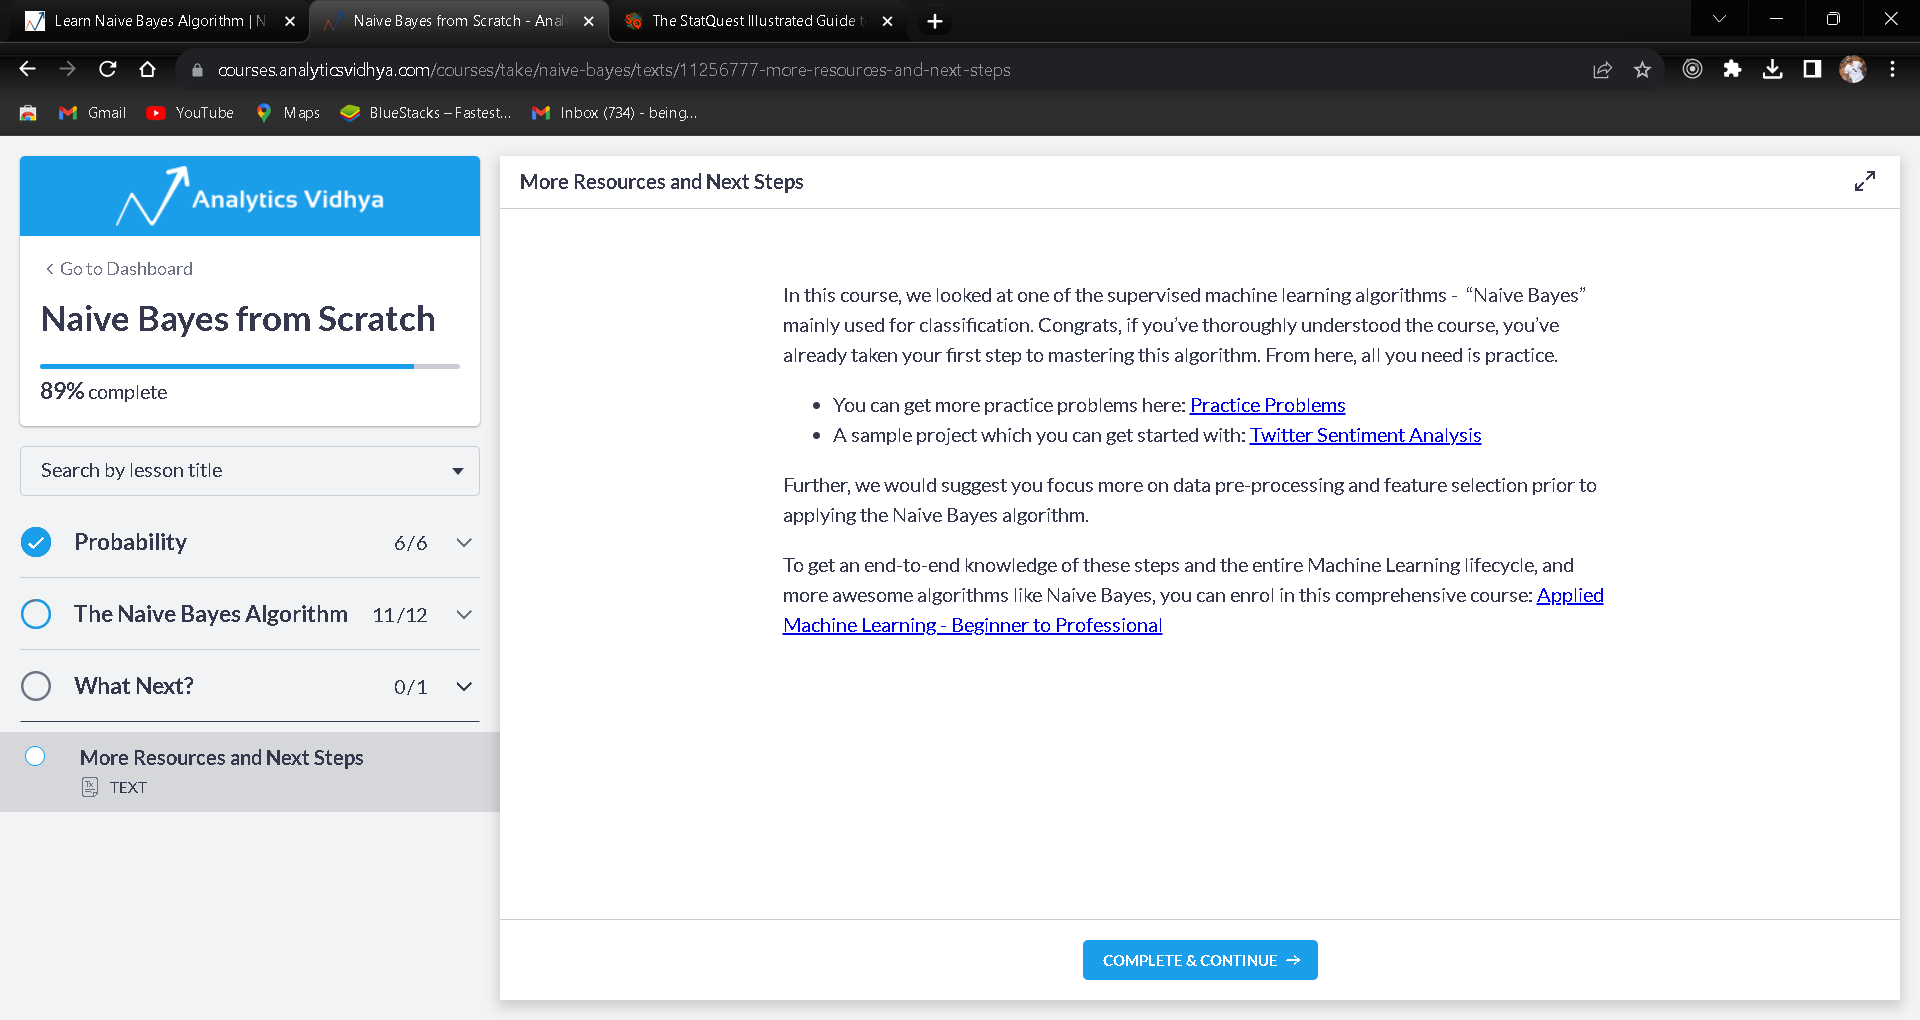 Learn Naive Bayes Algorithm | N
Naive Bayes from Scratch - Anal
The StatQuest Illustrated Guide t
courses.analyticsvidhya.com/courses/take/naive-bayes/texts/11256777-more-resources-and-next-steps
Gmail
YouTube
Maps
BlueStacks – Fastest...
Inbox (734) - being...
Analytics Vidhya
Go to Dashboard
Naive Bayes from Scratch
89% complete
Search by lesson title
Probability 6/6
The Naive Bayes Algorithm 11/12
What Next? 0/1
More Resources and Next Steps
TEXT
More Resources and Next Steps
In this course, we looked at one of the supervised machine learning algorithms - “Naive Bayes”
mainly used for classification. Congrats, if you’ve thoroughly understood the course, you’ve
already taken your first step to mastering this algorithm. From here, all you need is practice.
• You can get more practice problems here: Practice Problems
• A sample project which you can get started with: Twitter Sentiment Analysis
Further, we would suggest you focus more on data pre-processing and feature selection prior to
applying the Naive Bayes algorithm.
To get an end-to-end knowledge of these steps and the entire Machine Learning lifecycle, and
more awesome algorithms like Naive Bayes, you can enrol in this comprehensive course: Applied
Machine Learning - Beginner to Professional
COMPLETE & CONTINUE →